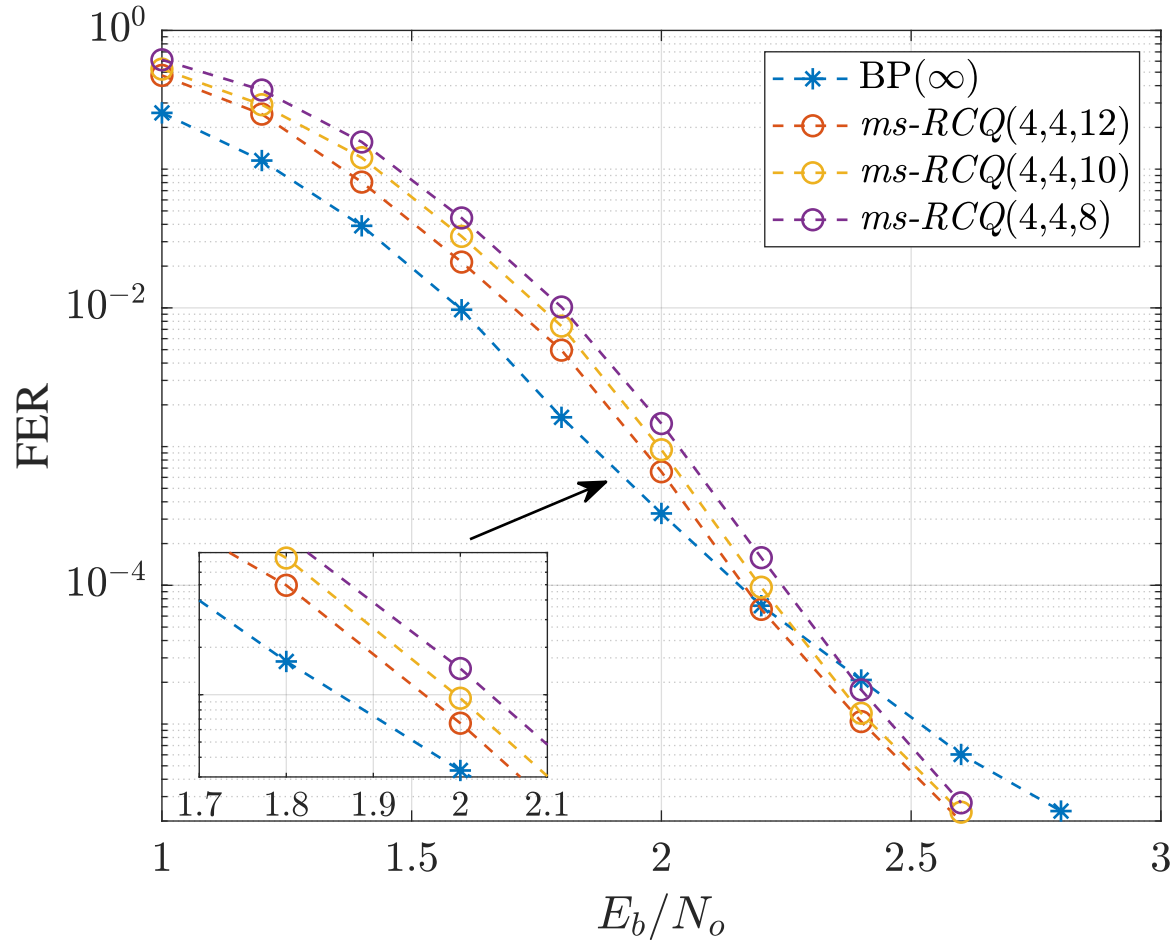 10^0
10^-2
10^-4
FER
BP(∞)
ms-RCQ(4,4,12)
ms-RCQ(4,4,10)
ms-RCQ(4,4,8)
1.7 1.8 1.9 2 2.1
1 1.5 2 2.5 3
E_b/N_o